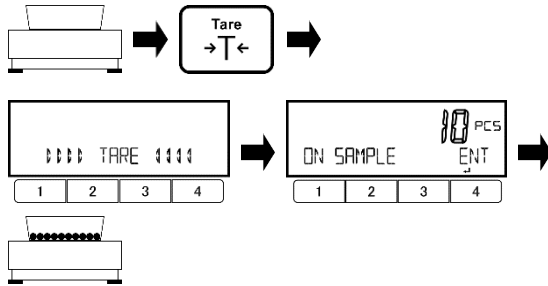 Tare
→T←
TARE
1 2 3 4
10 PCS
ON SAMPLE ENT
1 2 3 4